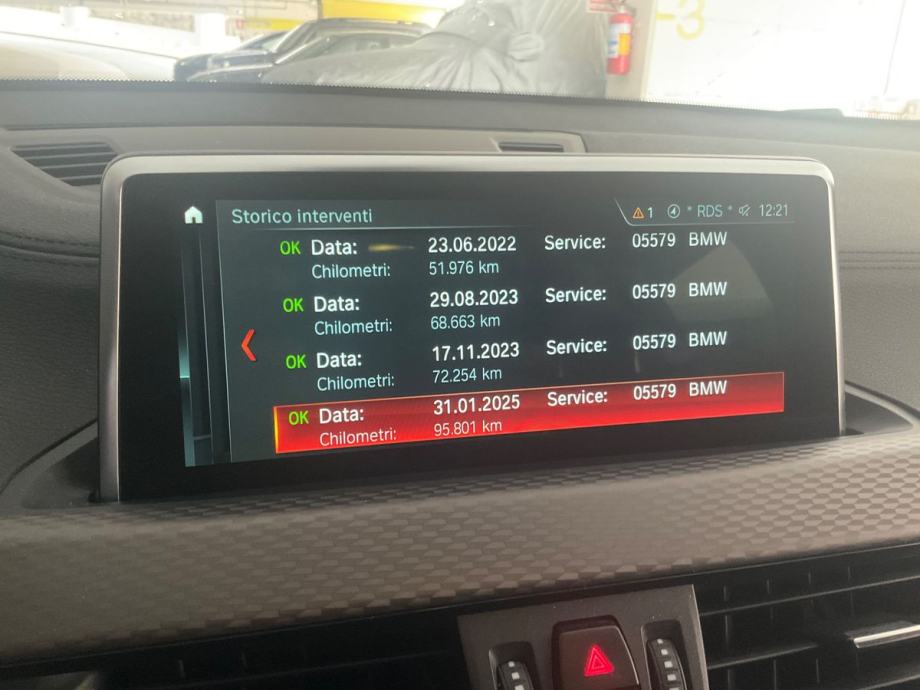 Storico interventi
1 * RDS * 12:21
OK Data: 23.06.2022 Service: 05579 BMW
Chilometri: 51.976 km
OK Data: 29.08.2023 Service: 05579 BMW
Chilometri: 68.663 km
OK Data: 17.11.2023 Service: 05579 BMW
Chilometri: 72.254 km
OK Data: 31.01.2025 Service: 05579 BMW
Chilometri: 95.801 km